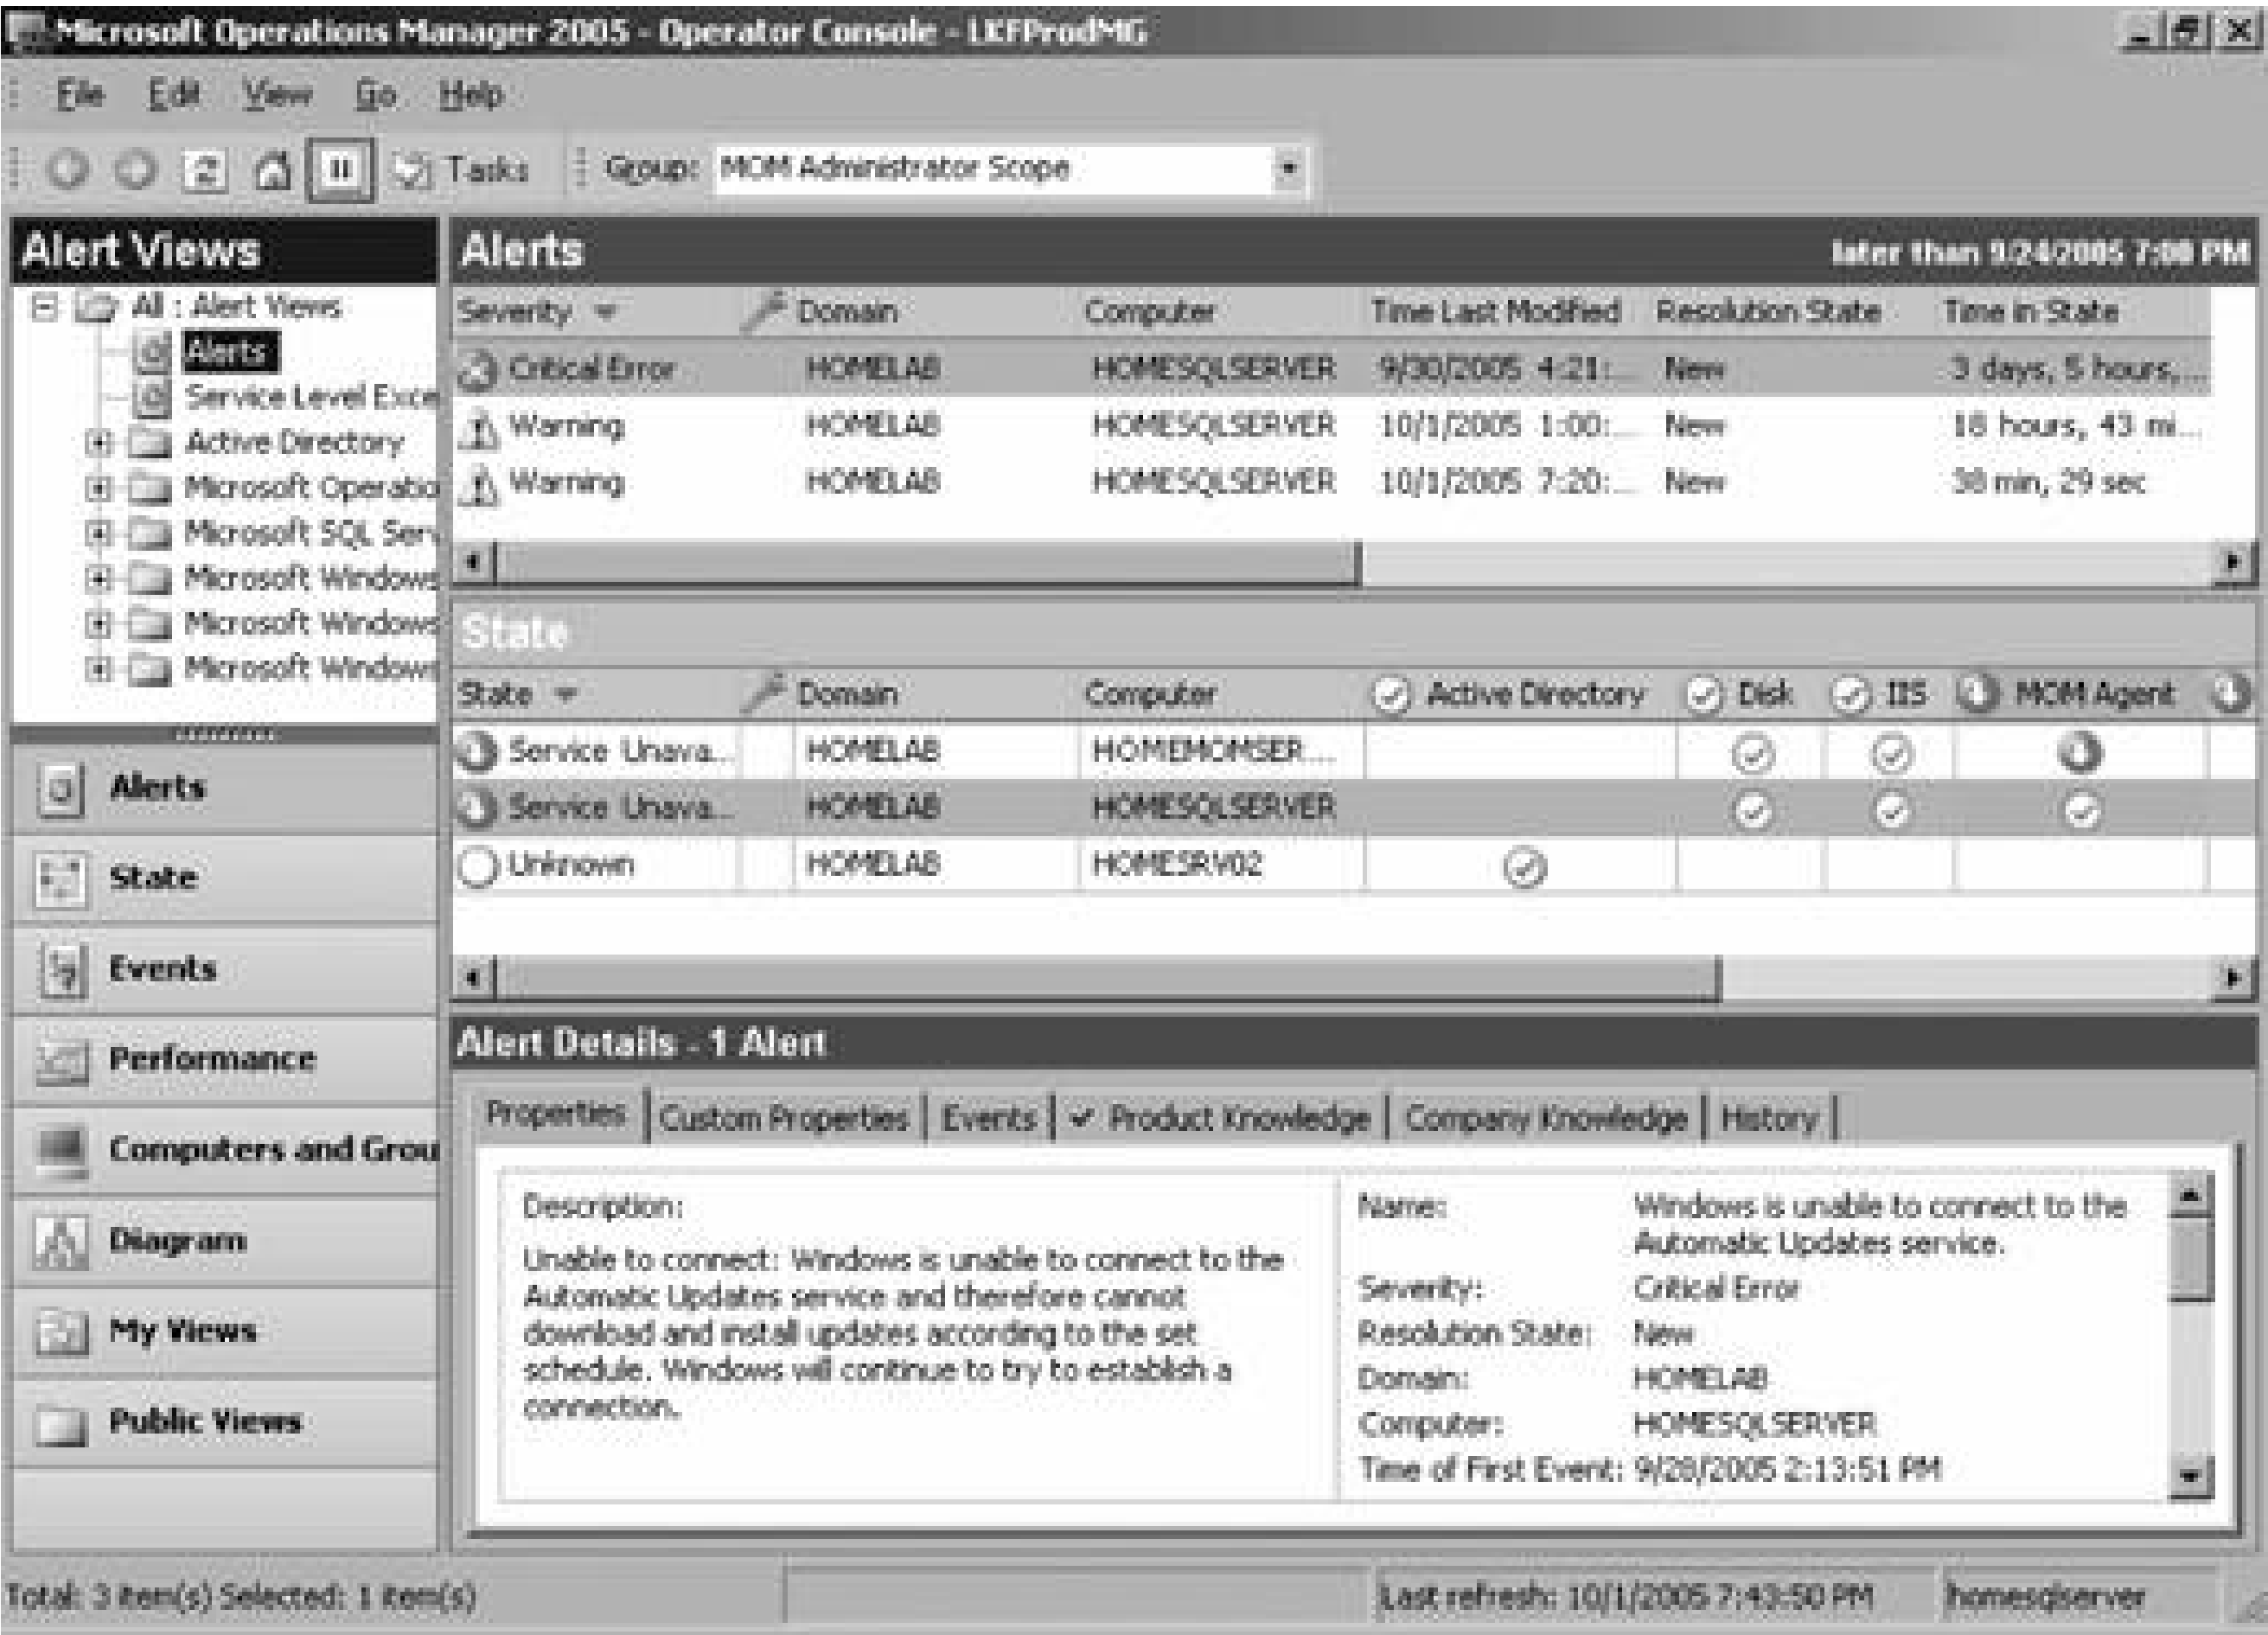 Microsoft Operations Manager 2005 - Operator Console - LKFProdMG
File Edit View Go Help
Tasks Group: MOM Administrator Scope
Alert Views
All : Alert Views
Alerts
Service Level Exce
Active Directory
Microsoft Operatio
Microsoft SQL Serv
Microsoft Windows
Microsoft Windows
Microsoft Windows
Alerts
State
Events
Performance
Computers and Grou
Diagram
My Views
Public Views
Alerts later than 9/24/2005 7:00 PM
Severity Domain Computer Time Last Modified Resolution State Time in State
Critical Error HOMELAB HOMESQLSERVER 9/30/2005 4:21:... New 3 days, 5 hours,...
Warning HOMELAB HOMESQLSERVER 10/1/2005 1:00:... New 18 hours, 43 mi...
Warning HOMELAB HOMESQLSERVER 10/1/2005 7:20:... New 38 min, 29 sec
State
State Domain Computer Active Directory Disk IIS MOM Agent
Service Unava... HOMELAB HOMEMOMSER...
Service Unava... HOMELAB HOMESQLSERVER
Unknown HOMELAB HOMESRV02
Alert Details - 1 Alert
Properties Custom Properties Events Product Knowledge Company Knowledge History
Description:
Unable to connect: Windows is unable to connect to the
Automatic Updates service and therefore cannot
download and install updates according to the set
schedule. Windows will continue to try to establish a
connection.
Name: Windows is unable to connect to the
Automatic Updates service.
Severity: Critical Error
Resolution State: New
Domain: HOMELAB
Computer: HOMESQLSERVER
Time of First Event: 9/28/2005 2:13:51 PM
Total: 3 item(s) Selected: 1 item(s)
Last refresh: 10/1/2005 7:43:50 PM
homesqlserver